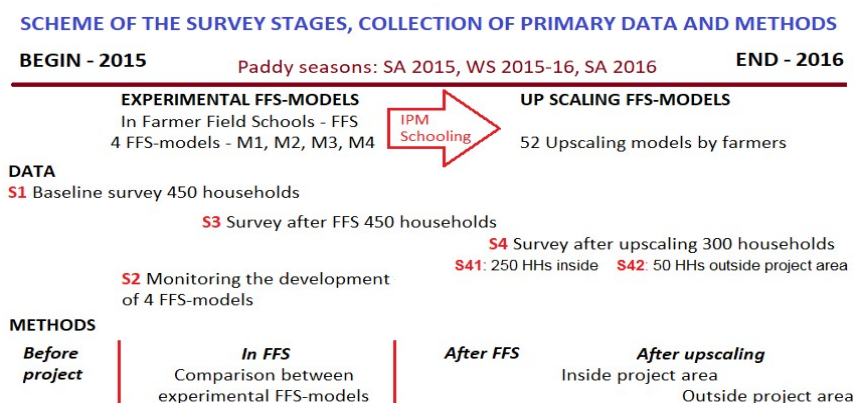 SCHEME OF THE SURVEY STAGES, COLLECTION OF PRIMARY DATA AND METHODS
BEGIN - 2015
Paddy seasons: SA 2015, WS 2015-16, SA 2016
END - 2016
EXPERIMENTAL FFS-MODELS
In Farmer Field Schools - FFS
4 FFS-models - M1, M2, M3, M4
IPM
Schooling
UP SCALING FFS-MODELS
52 Upscaling models by farmers
DATA
S1 Baseline survey 450 households
S3 Survey after FFS 450 households
S4 Survey after upscaling 300 households
S41: 250 HHs inside
S42: 50 HHs outside project area
S2 Monitoring the development
of 4 FFS-models
METHODS
Before
project
In FFS
Comparison between
experimental FFS-models
After FFS
After upscaling
Inside project area
Outside project area